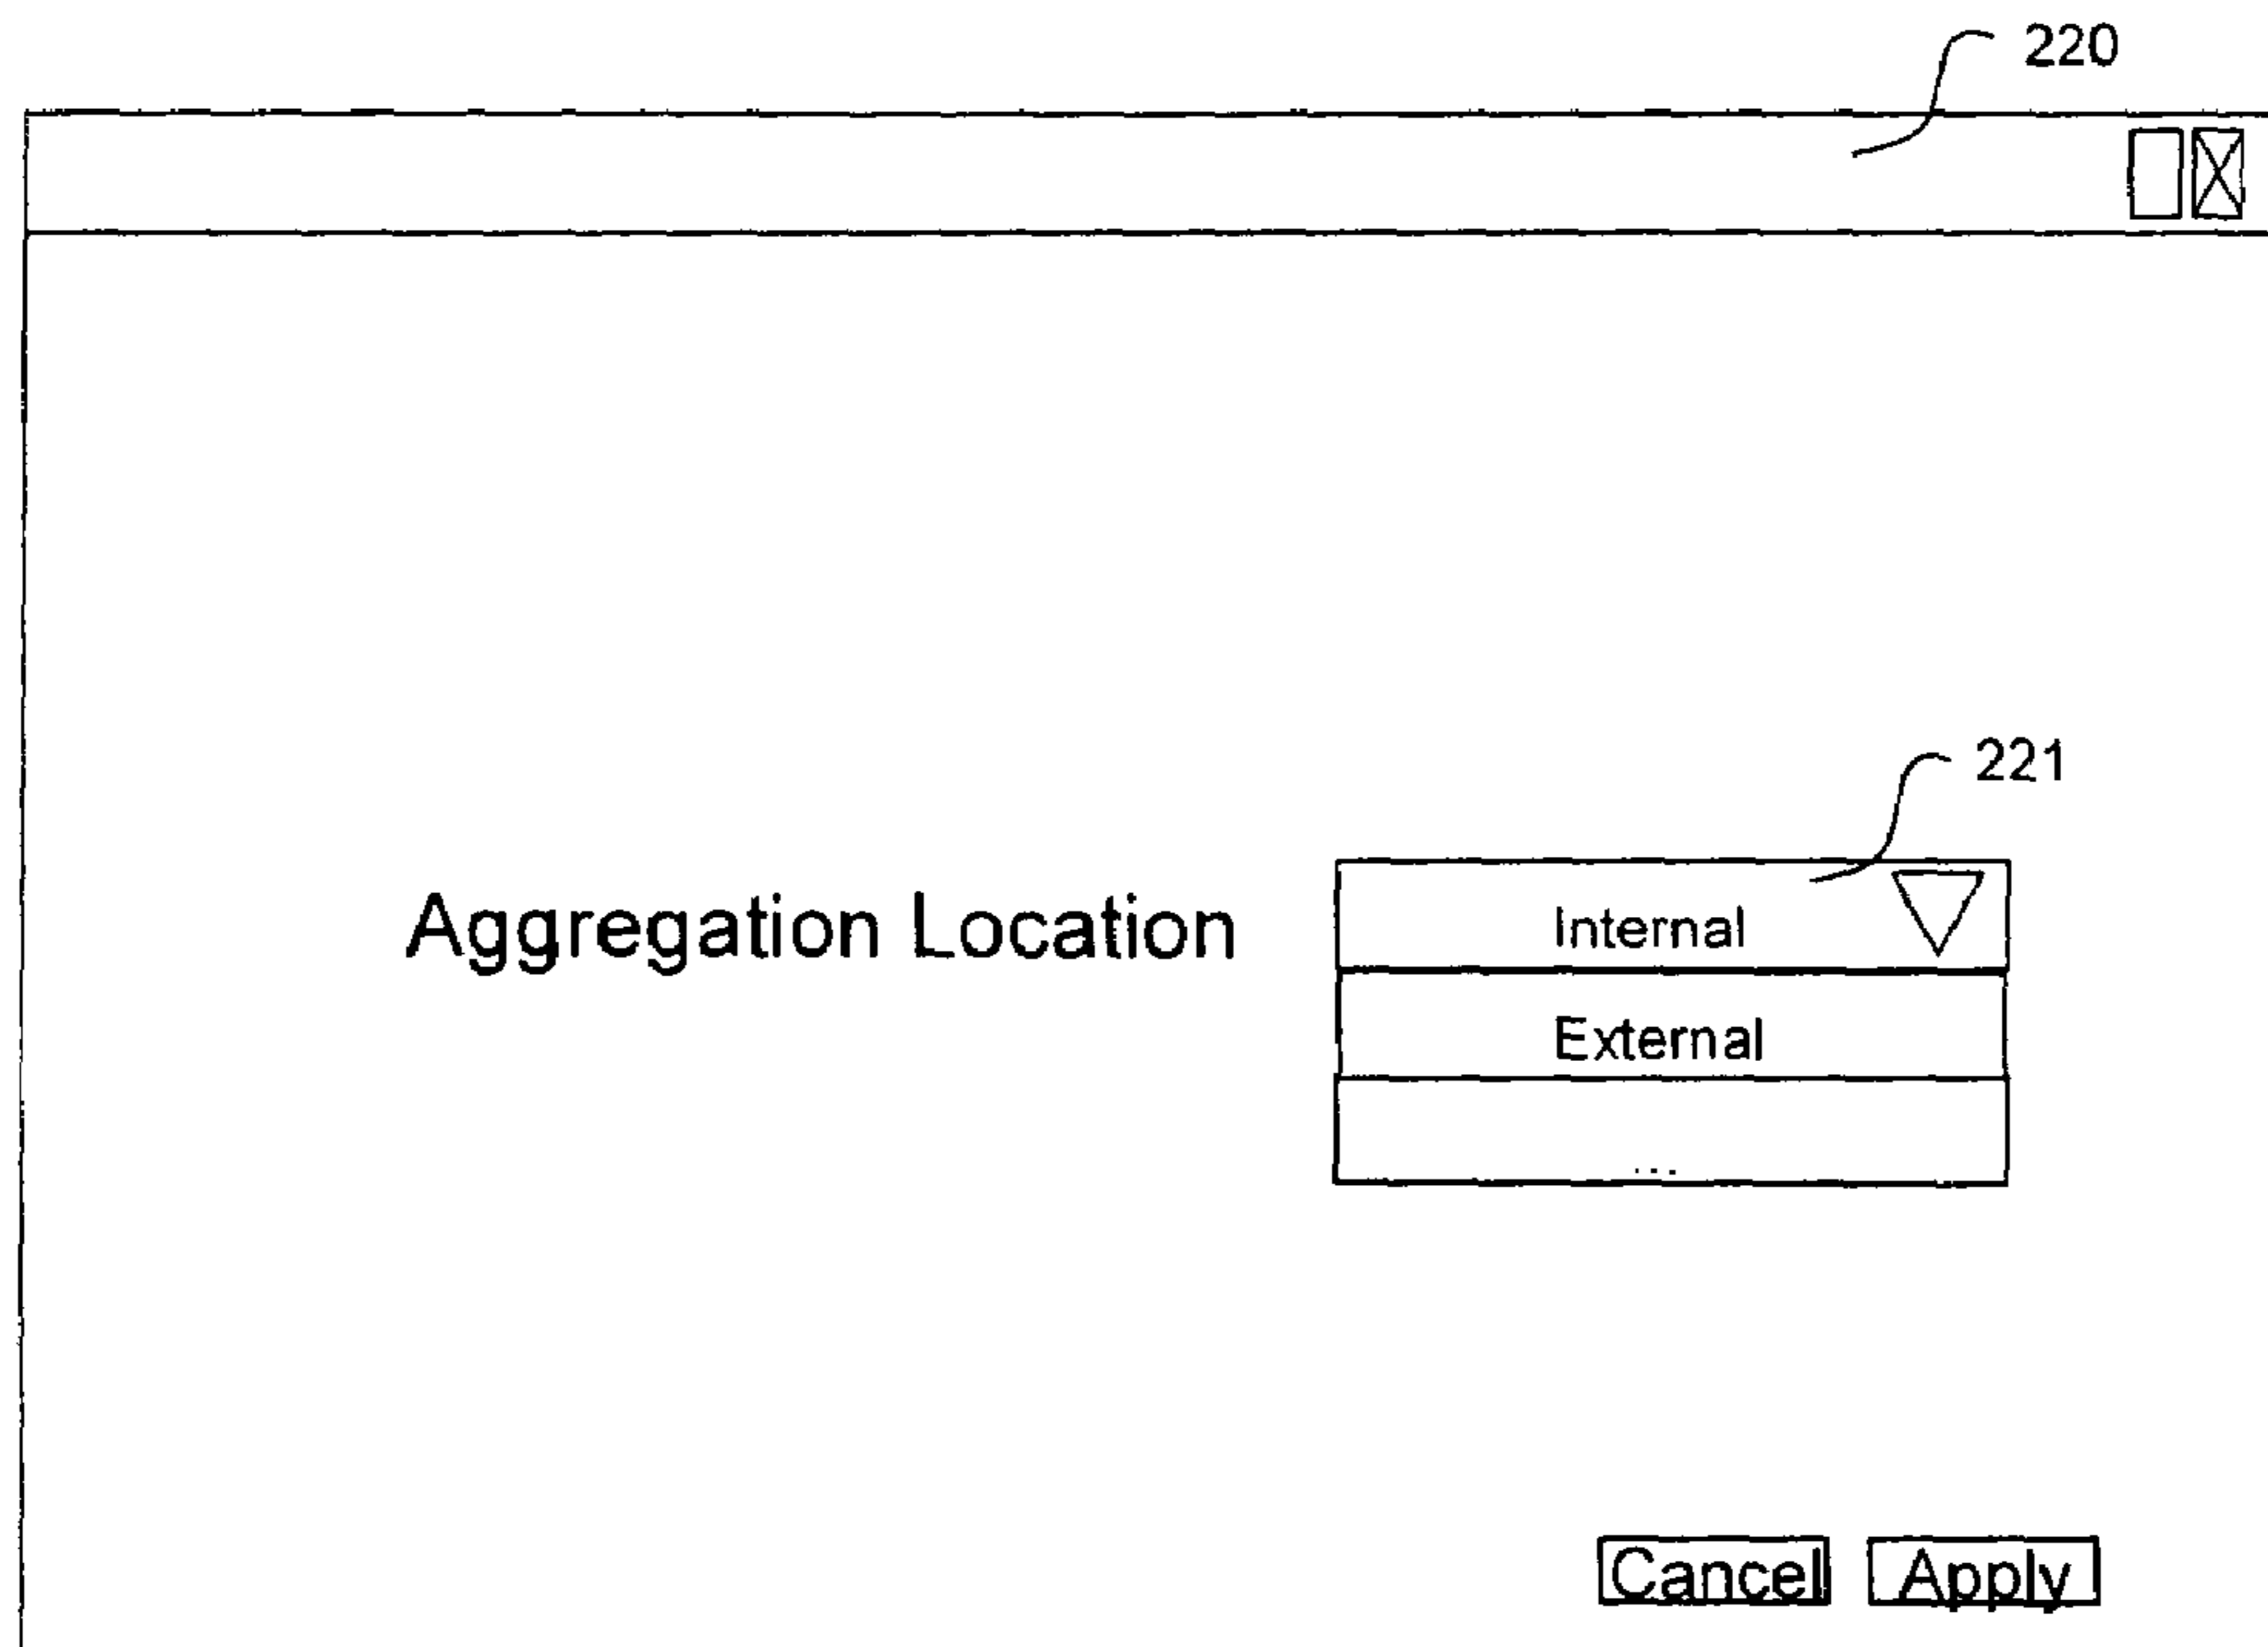 220
221
Aggregation Location
Internal
External
...
Cancel
Apply